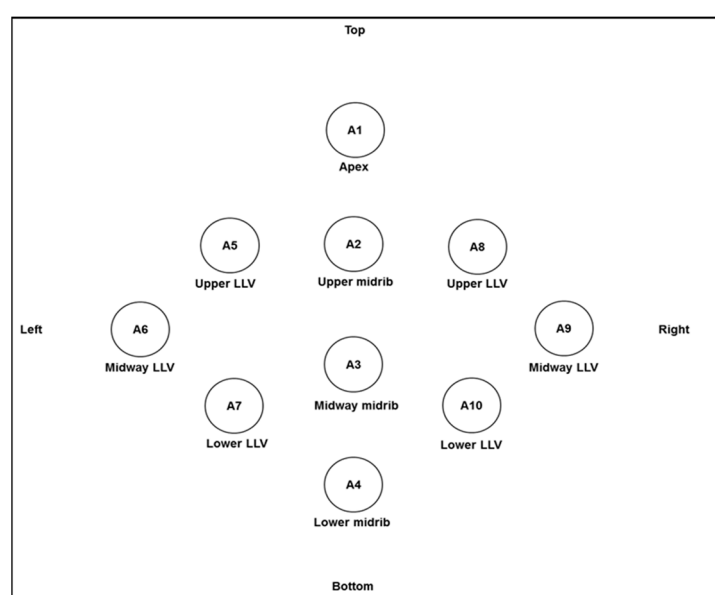 Top
A1
Apex
A5
A2
A8
Upper LLV
Upper midrib
Upper LLV
Left
A6
A9
Right
Midway LLV
A3
Midway LLV
Midway midrib
A7
A10
Lower LLV
Lower LLV
A4
Lower midrib
Bottom